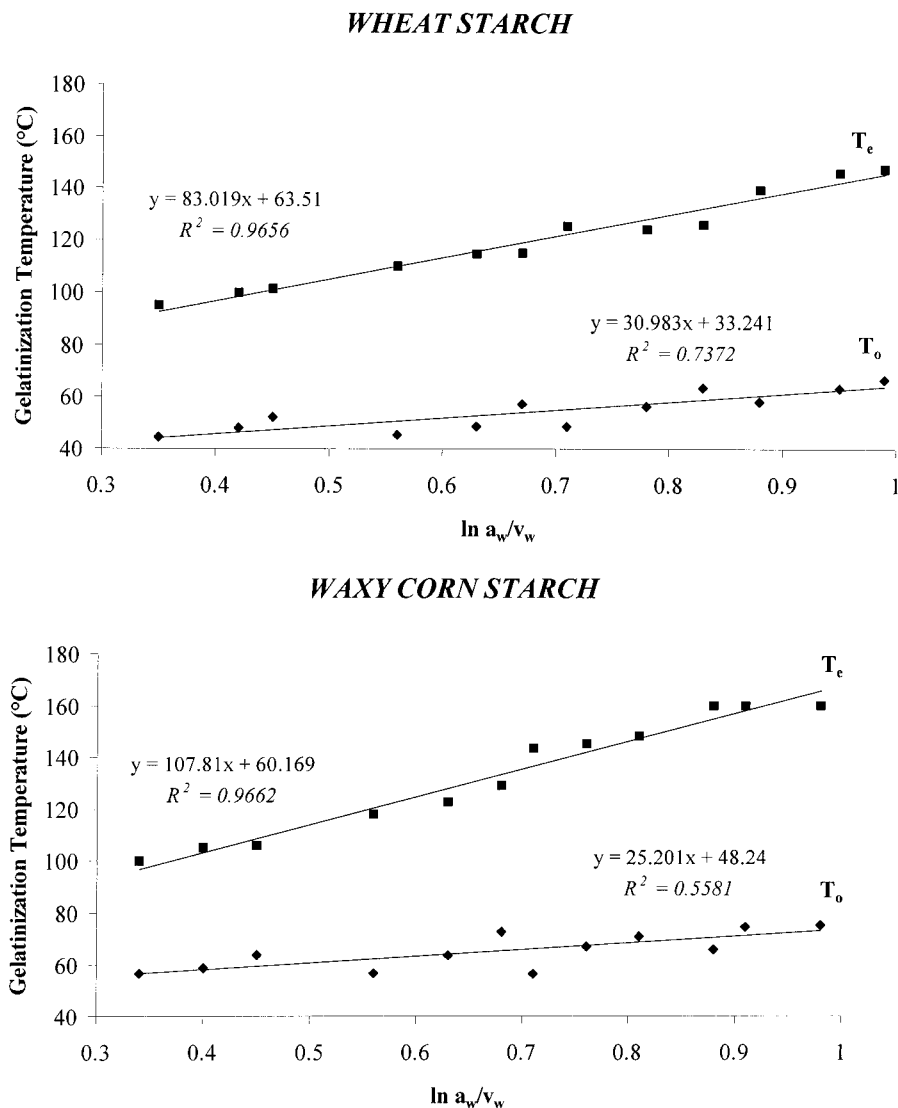 WHEAT STARCH
180
160
140
120
100
80
60
40
Gelatinization Temperature (°C)
Te
y = 83.019x + 63.51
R² = 0.9656
y = 30.983x + 33.241
R² = 0.7372
To
0.3 0.4 0.5 0.6 0.7 0.8 0.9 1
ln aw/vw
WAXY CORN STARCH
180
160
140
120
100
80
60
40
Gelatinization Temperature (°C)
Te
y = 107.81x + 60.169
R² = 0.9662
y = 25.201x + 48.24
R² = 0.5581
To
0.3 0.4 0.5 0.6 0.7 0.8 0.9 1
ln aw/vw